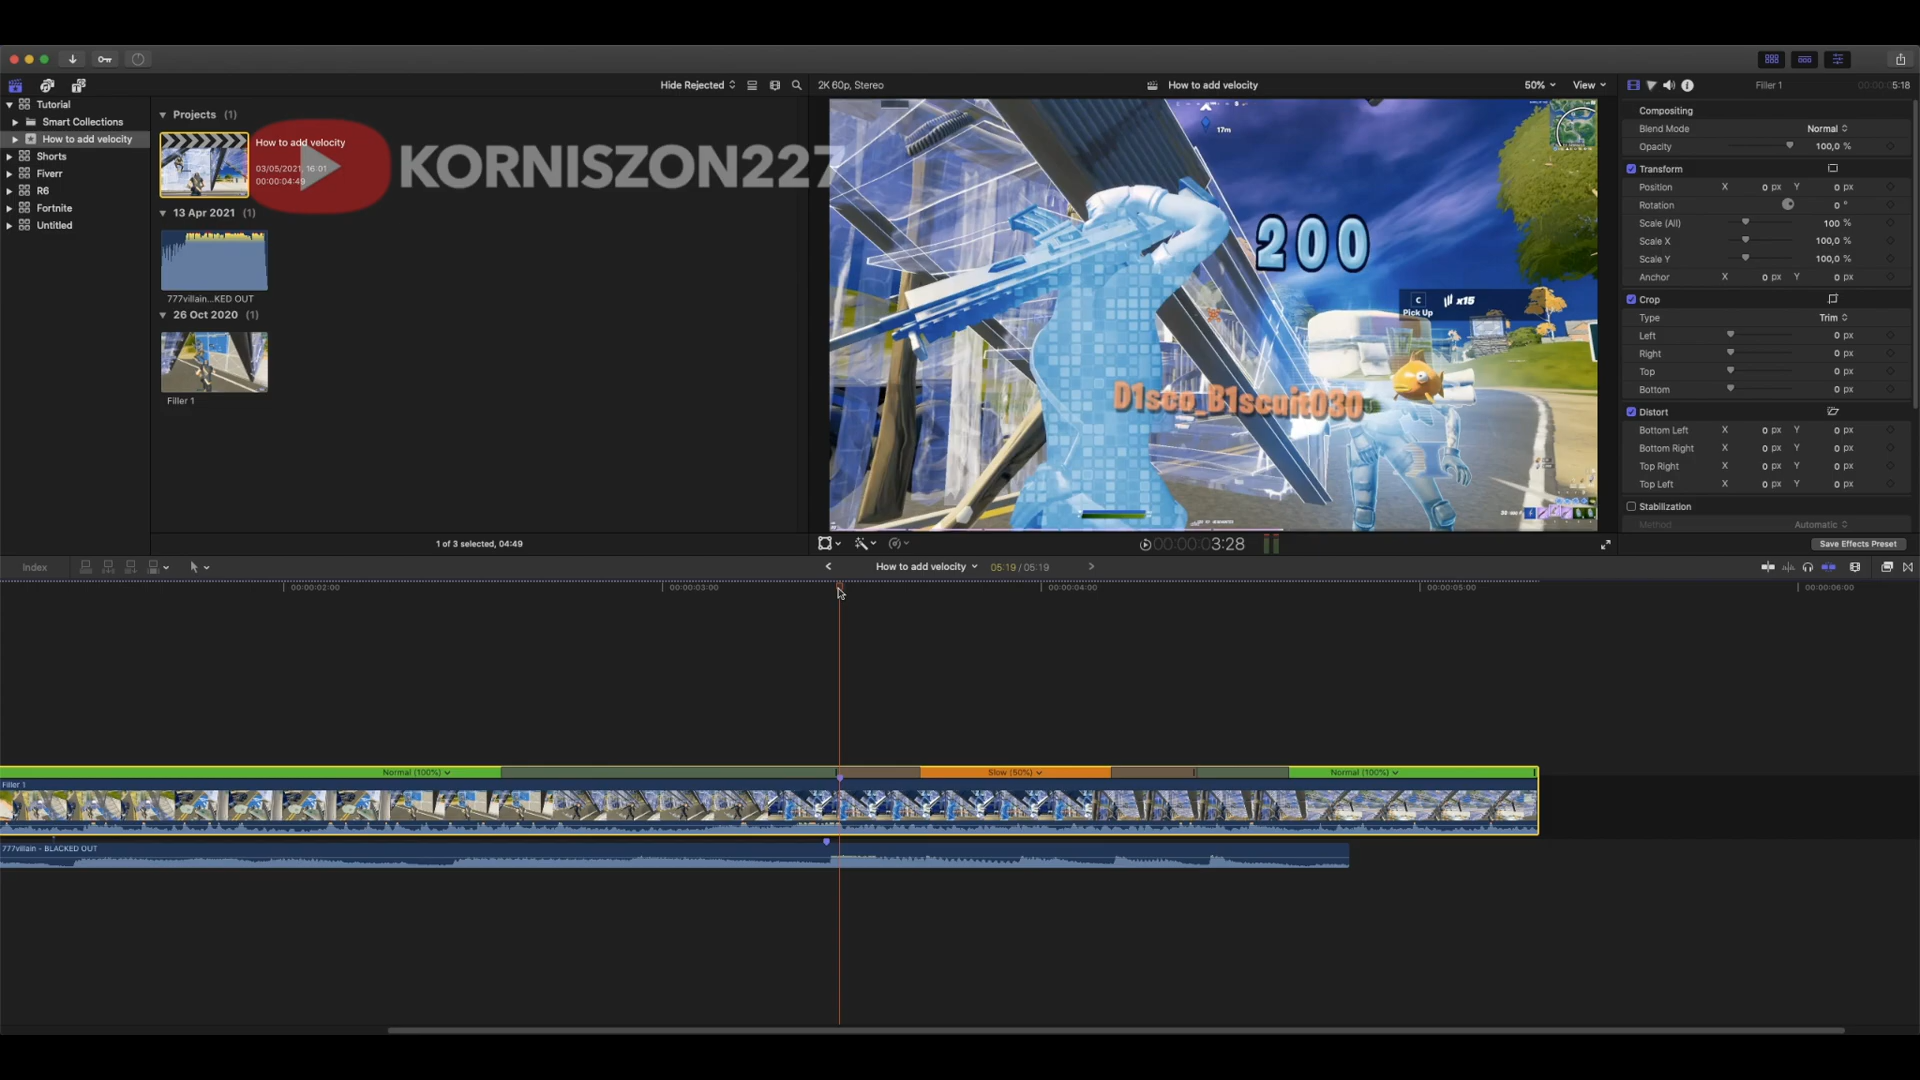 Hide Rejected
2K 60p, Stereo
How to add velocity
50%
View
Filler 1
00:00:05:18
Tutorial
Smart Collections
How to add velocity
Shorts
Fiverr
R6
Fortnite
Untitled
Projects (1)
How to add velocity
03/05/2021, 16:01
00:00:04:49
KORNISZON227
13 Apr 2021 (1)
777villain...KED OUT
26 Oct 2020 (1)
Filler 1
1 of 3 selected, 04:49
17m
200
C x15
Pick Up
D1sco_B1scuit030
00:00:03:28
Compositing
Blend Mode Normal
Opacity 100,0 %
Transform
Position X 0 px Y 0 px
Rotation 0 °
Scale (All) 100 %
Scale X 100,0 %
Scale Y 100,0 %
Anchor X 0 px Y 0 px
Crop
Type Trim
Left 0 px
Right 0 px
Top 0 px
Bottom 0 px
Distort
Bottom Left X 0 px Y 0 px
Bottom Right X 0 px Y 0 px
Top Right X 0 px Y 0 px
Top Left X 0 px Y 0 px
Stabilization
Method Automatic
Save Effects Preset
Index
How to add velocity
05:19 / 05:19
00:00:02:00
00:00:03:00
00:00:04:00
00:00:05:00
00:00:06:00
Normal (100%)
Slow (50%)
Normal (100%)
Filler 1
777villain - BLACKED OUT